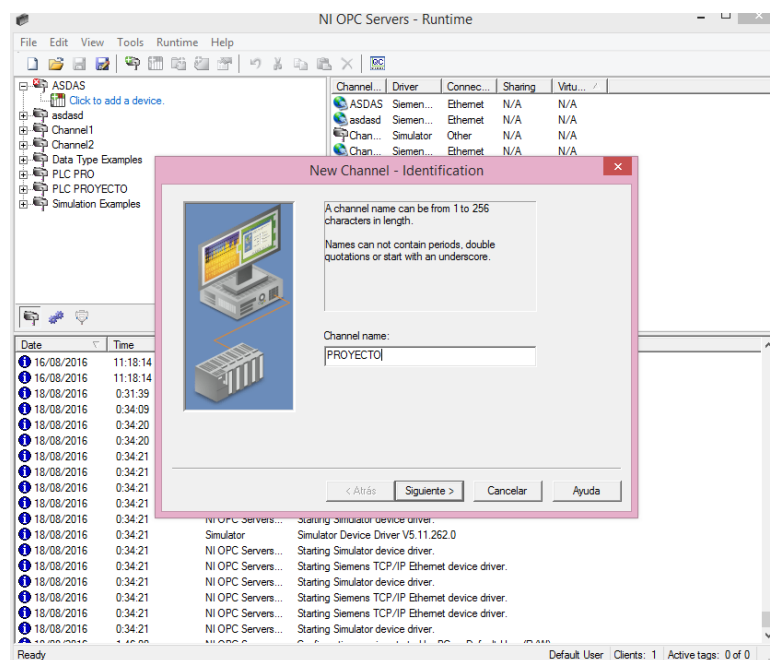 NI OPC Servers - Runtime
File Edit View Tools Runtime Help
ASDAS
Click to add a device.
asdasd
Channel1
Channel2
Data Type Examples
PLC PRO
PLC PROYECTO
Simulation Examples
Channel... Driver Connec... Sharing Virtu...
ASDAS Siemen... Ethernet N/A N/A
asdasd Siemen... Ethernet N/A N/A
Chan... Simulator Other N/A N/A
Chan... Siemen... Ethernet N/A N/A
New Channel - Identification
A channel name can be from 1 to 256
characters in length.
Names can not contain periods, double
quotations or start with an underscore.
Channel name:
PROYECTO
< Atrás Siguiente > Cancelar Ayuda
Date Time
16/08/2016 11:18:14
16/08/2016 11:18:14
18/08/2016 0:31:39
18/08/2016 0:34:09
18/08/2016 0:34:20
18/08/2016 0:34:20
18/08/2016 0:34:21
18/08/2016 0:34:21
18/08/2016 0:34:21
18/08/2016 0:34:21
18/08/2016 0:34:21 NI OPC Servers... Starting Simulator device driver.
18/08/2016 0:34:21 Simulator Simulator Device Driver V5.11.262.0
18/08/2016 0:34:21 NI OPC Servers... Starting Simulator device driver.
18/08/2016 0:34:21 NI OPC Servers... Starting Siemens TCP/IP Ethernet device driver.
18/08/2016 0:34:21 NI OPC Servers... Starting Simulator device driver.
18/08/2016 0:34:21 NI OPC Servers... Starting Siemens TCP/IP Ethernet device driver.
18/08/2016 0:34:21 NI OPC Servers... Starting Siemens TCP/IP Ethernet device driver.
18/08/2016 0:34:21 NI OPC Servers... Starting Simulator device driver.
Ready Default User Clients: 1 Active tags: 0 of 0